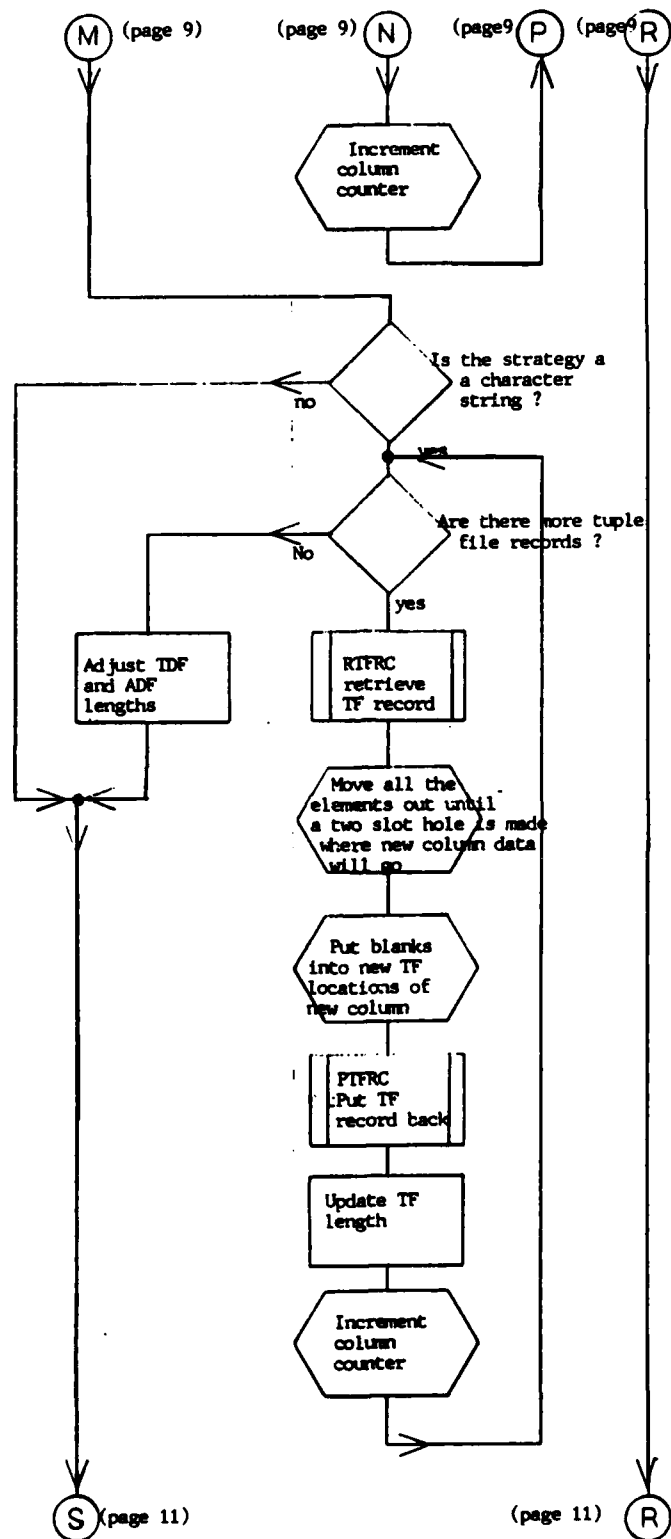 M (page 9) (page 9) N (page9 P (page9 R
Increment
column
counter
Is the strategy a
a character
string ?
no
yes
Are there more tuple
file records ?
No
yes
Adjust TDF
and ADF
lengths
RTFRC
retrieve
TF record
Move all the
elements out until
a two slot hole is made
where new column data
will go
Put blanks
into new TF
locations of
new column
PTFRC
Put TF
record back
Update TF
length
Increment
column
counter
S (page 11) (page 11) R